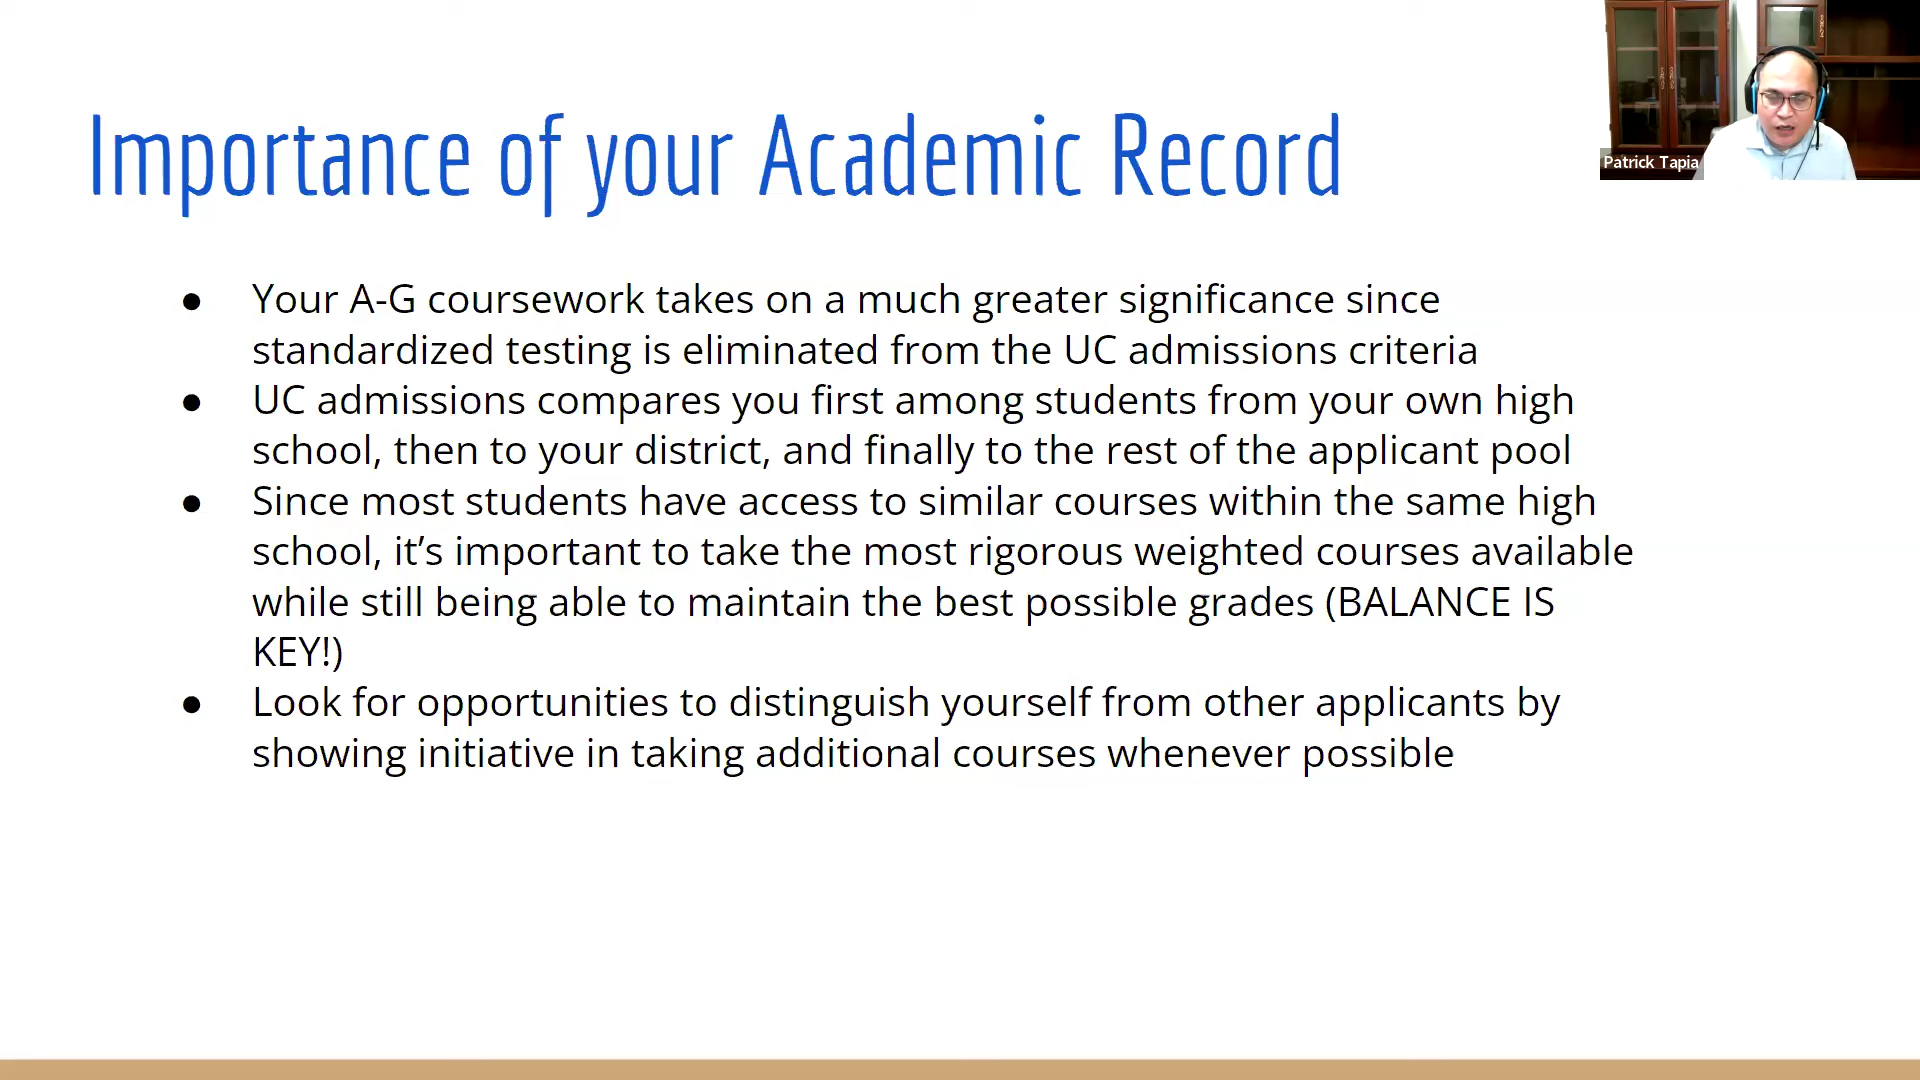 Importance of your Academic Record
Patrick Tapia
● Your A-G coursework takes on a much greater significance since
standardized testing is eliminated from the UC admissions criteria
● UC admissions compares you first among students from your own high
school, then to your district, and finally to the rest of the applicant pool
● Since most students have access to similar courses within the same high
school, it’s important to take the most rigorous weighted courses available
while still being able to maintain the best possible grades (BALANCE IS
KEY!)
● Look for opportunities to distinguish yourself from other applicants by
showing initiative in taking additional courses whenever possible